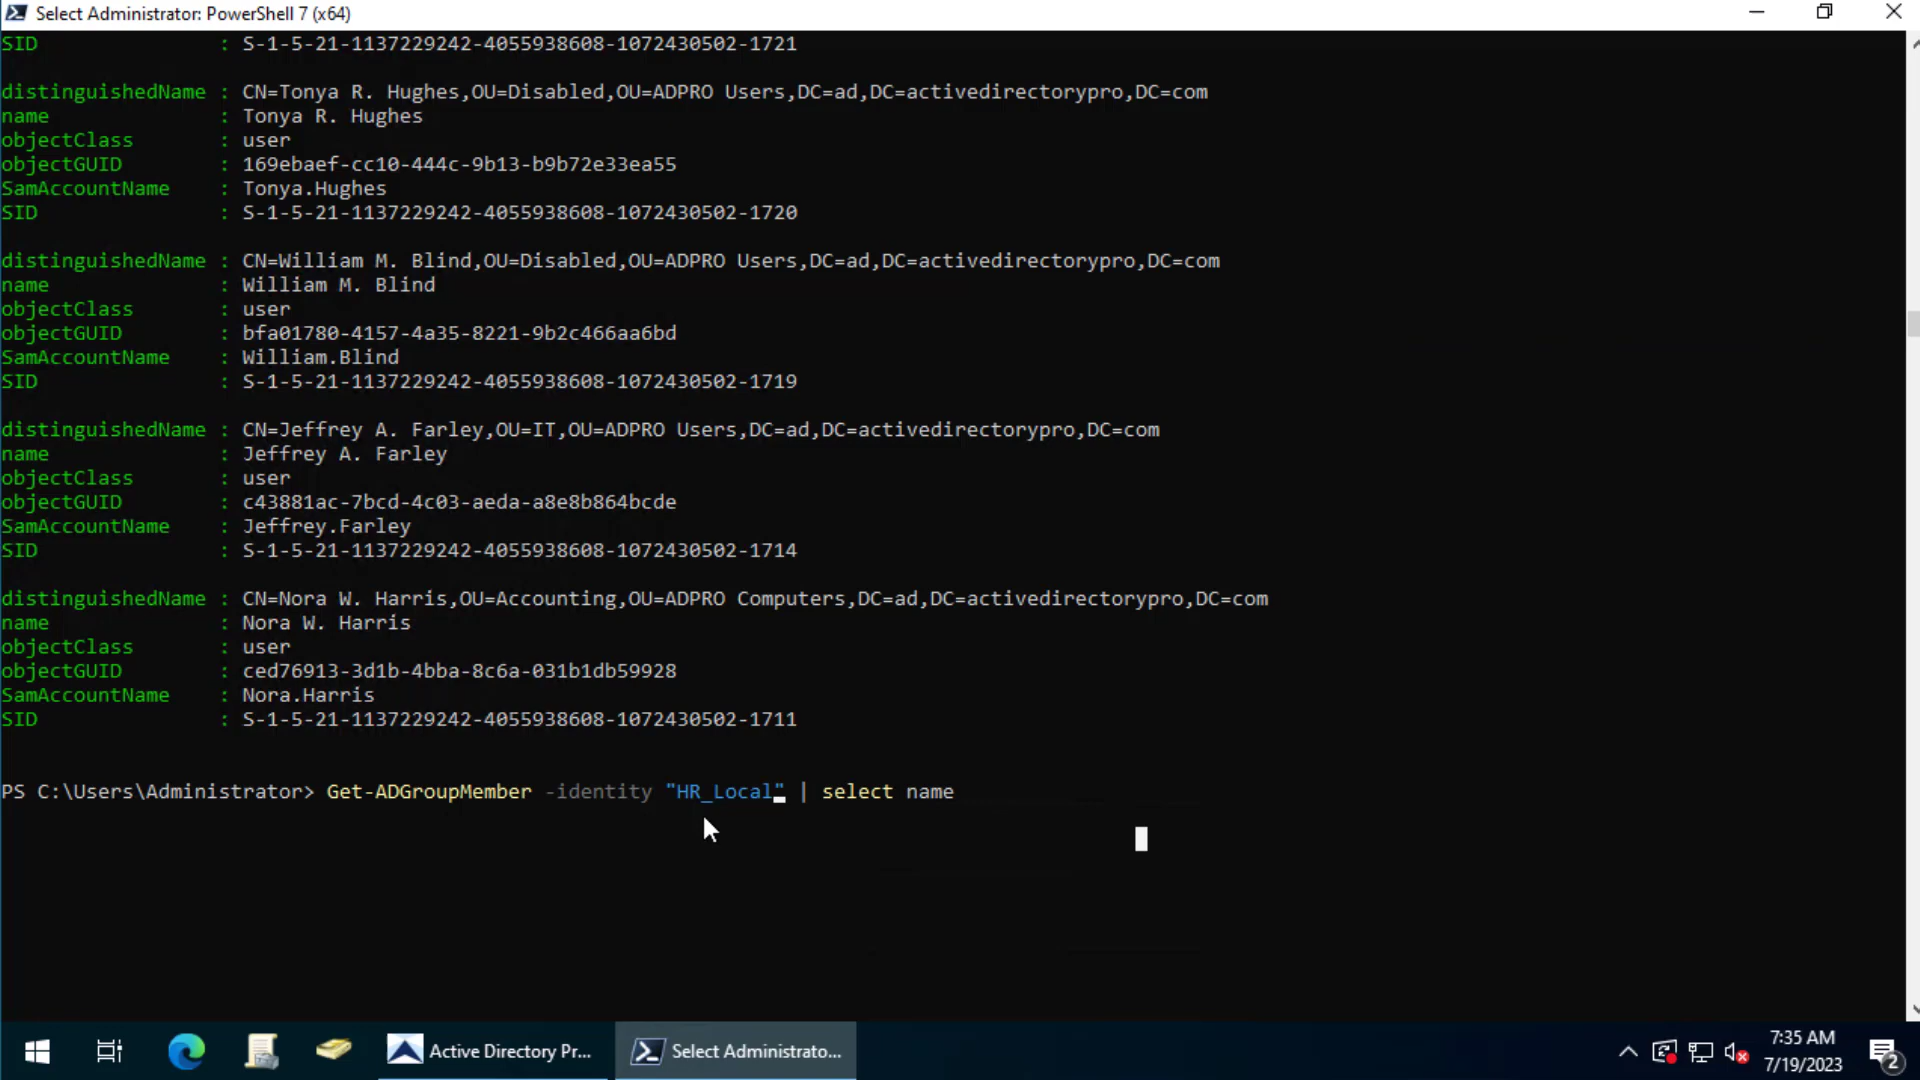 Select Administrator: PowerShell 7 (x64)
SID : S-1-5-21-1137229242-4055938608-1072430502-1721
distinguishedName : CN=Tonya R. Hughes,OU=Disabled,OU=ADPRO Users,DC=ad,DC=activedirectorypro,DC=com
name : Tonya R. Hughes
objectClass : user
objectGUID : 169ebaef-cc10-444c-9b13-b9b72e33ea55
SamAccountName : Tonya.Hughes
SID : S-1-5-21-1137229242-4055938608-1072430502-1720
distinguishedName : CN=William M. Blind,OU=Disabled,OU=ADPRO Users,DC=ad,DC=activedirectorypro,DC=com
name : William M. Blind
objectClass : user
objectGUID : bfa01780-4157-4a35-8221-9b2c466aa6bd
SamAccountName : William.Blind
SID : S-1-5-21-1137229242-4055938608-1072430502-1719
distinguishedName : CN=Jeffrey A. Farley,OU=IT,OU=ADPRO Users,DC=ad,DC=activedirectorypro,DC=com
name : Jeffrey A. Farley
objectClass : user
objectGUID : c43881ac-7bcd-4c03-aeda-a8e8b864bcde
SamAccountName : Jeffrey.Farley
SID : S-1-5-21-1137229242-4055938608-1072430502-1714
distinguishedName : CN=Nora W. Harris,OU=Accounting,OU=ADPRO Computers,DC=ad,DC=activedirectorypro,DC=com
name : Nora W. Harris
objectClass : user
objectGUID : ced76913-3d1b-4bba-8c6a-031b1db59928
SamAccountName : Nora.Harris
SID : S-1-5-21-1137229242-4055938608-1072430502-1711
PS C:\Users\Administrator> Get-ADGroupMember -identity "HR_Local" | select name
Active Directory Pr...
Select Administrato...
7:35 AM
7/19/2023
2